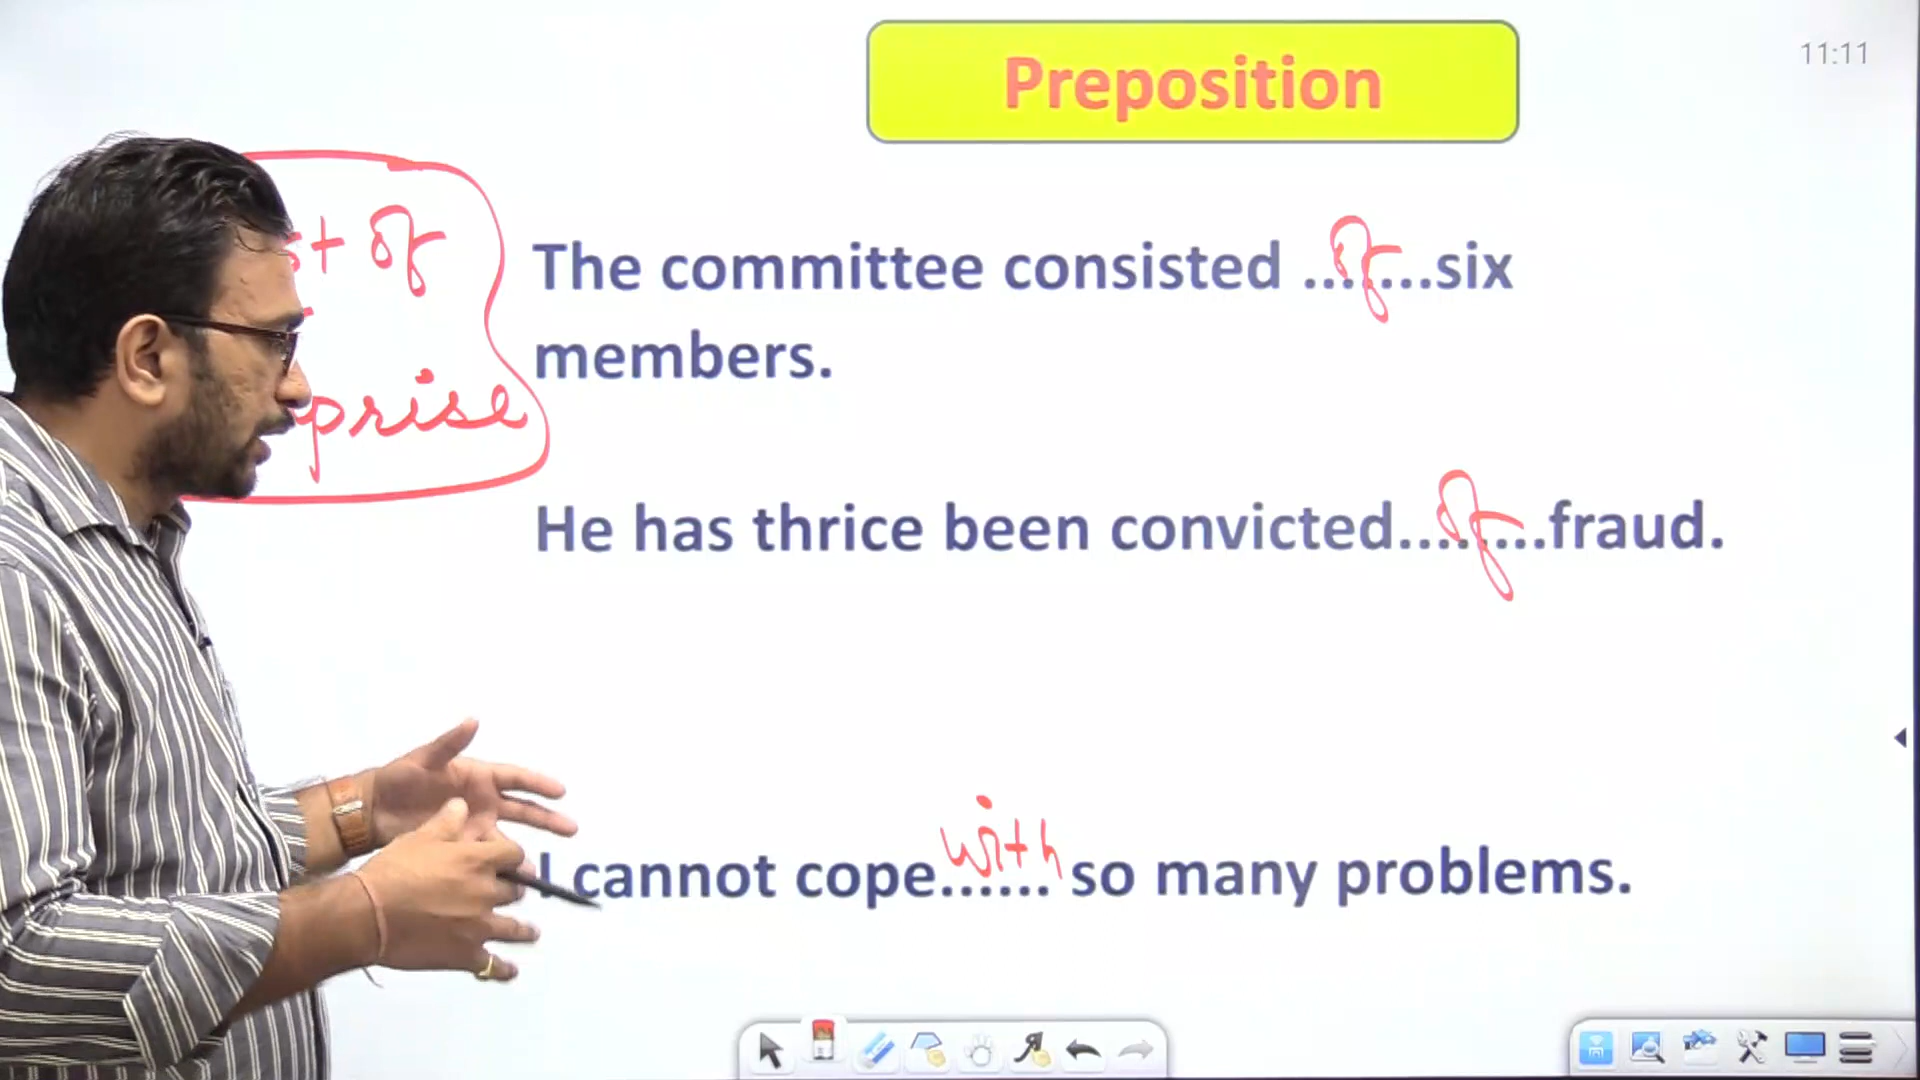 Preposition
11:11
of
The committee consisted .......six
of
members.
prise
He has thrice been convicted........fraud.
of
I cannot cope...... so many problems.
with